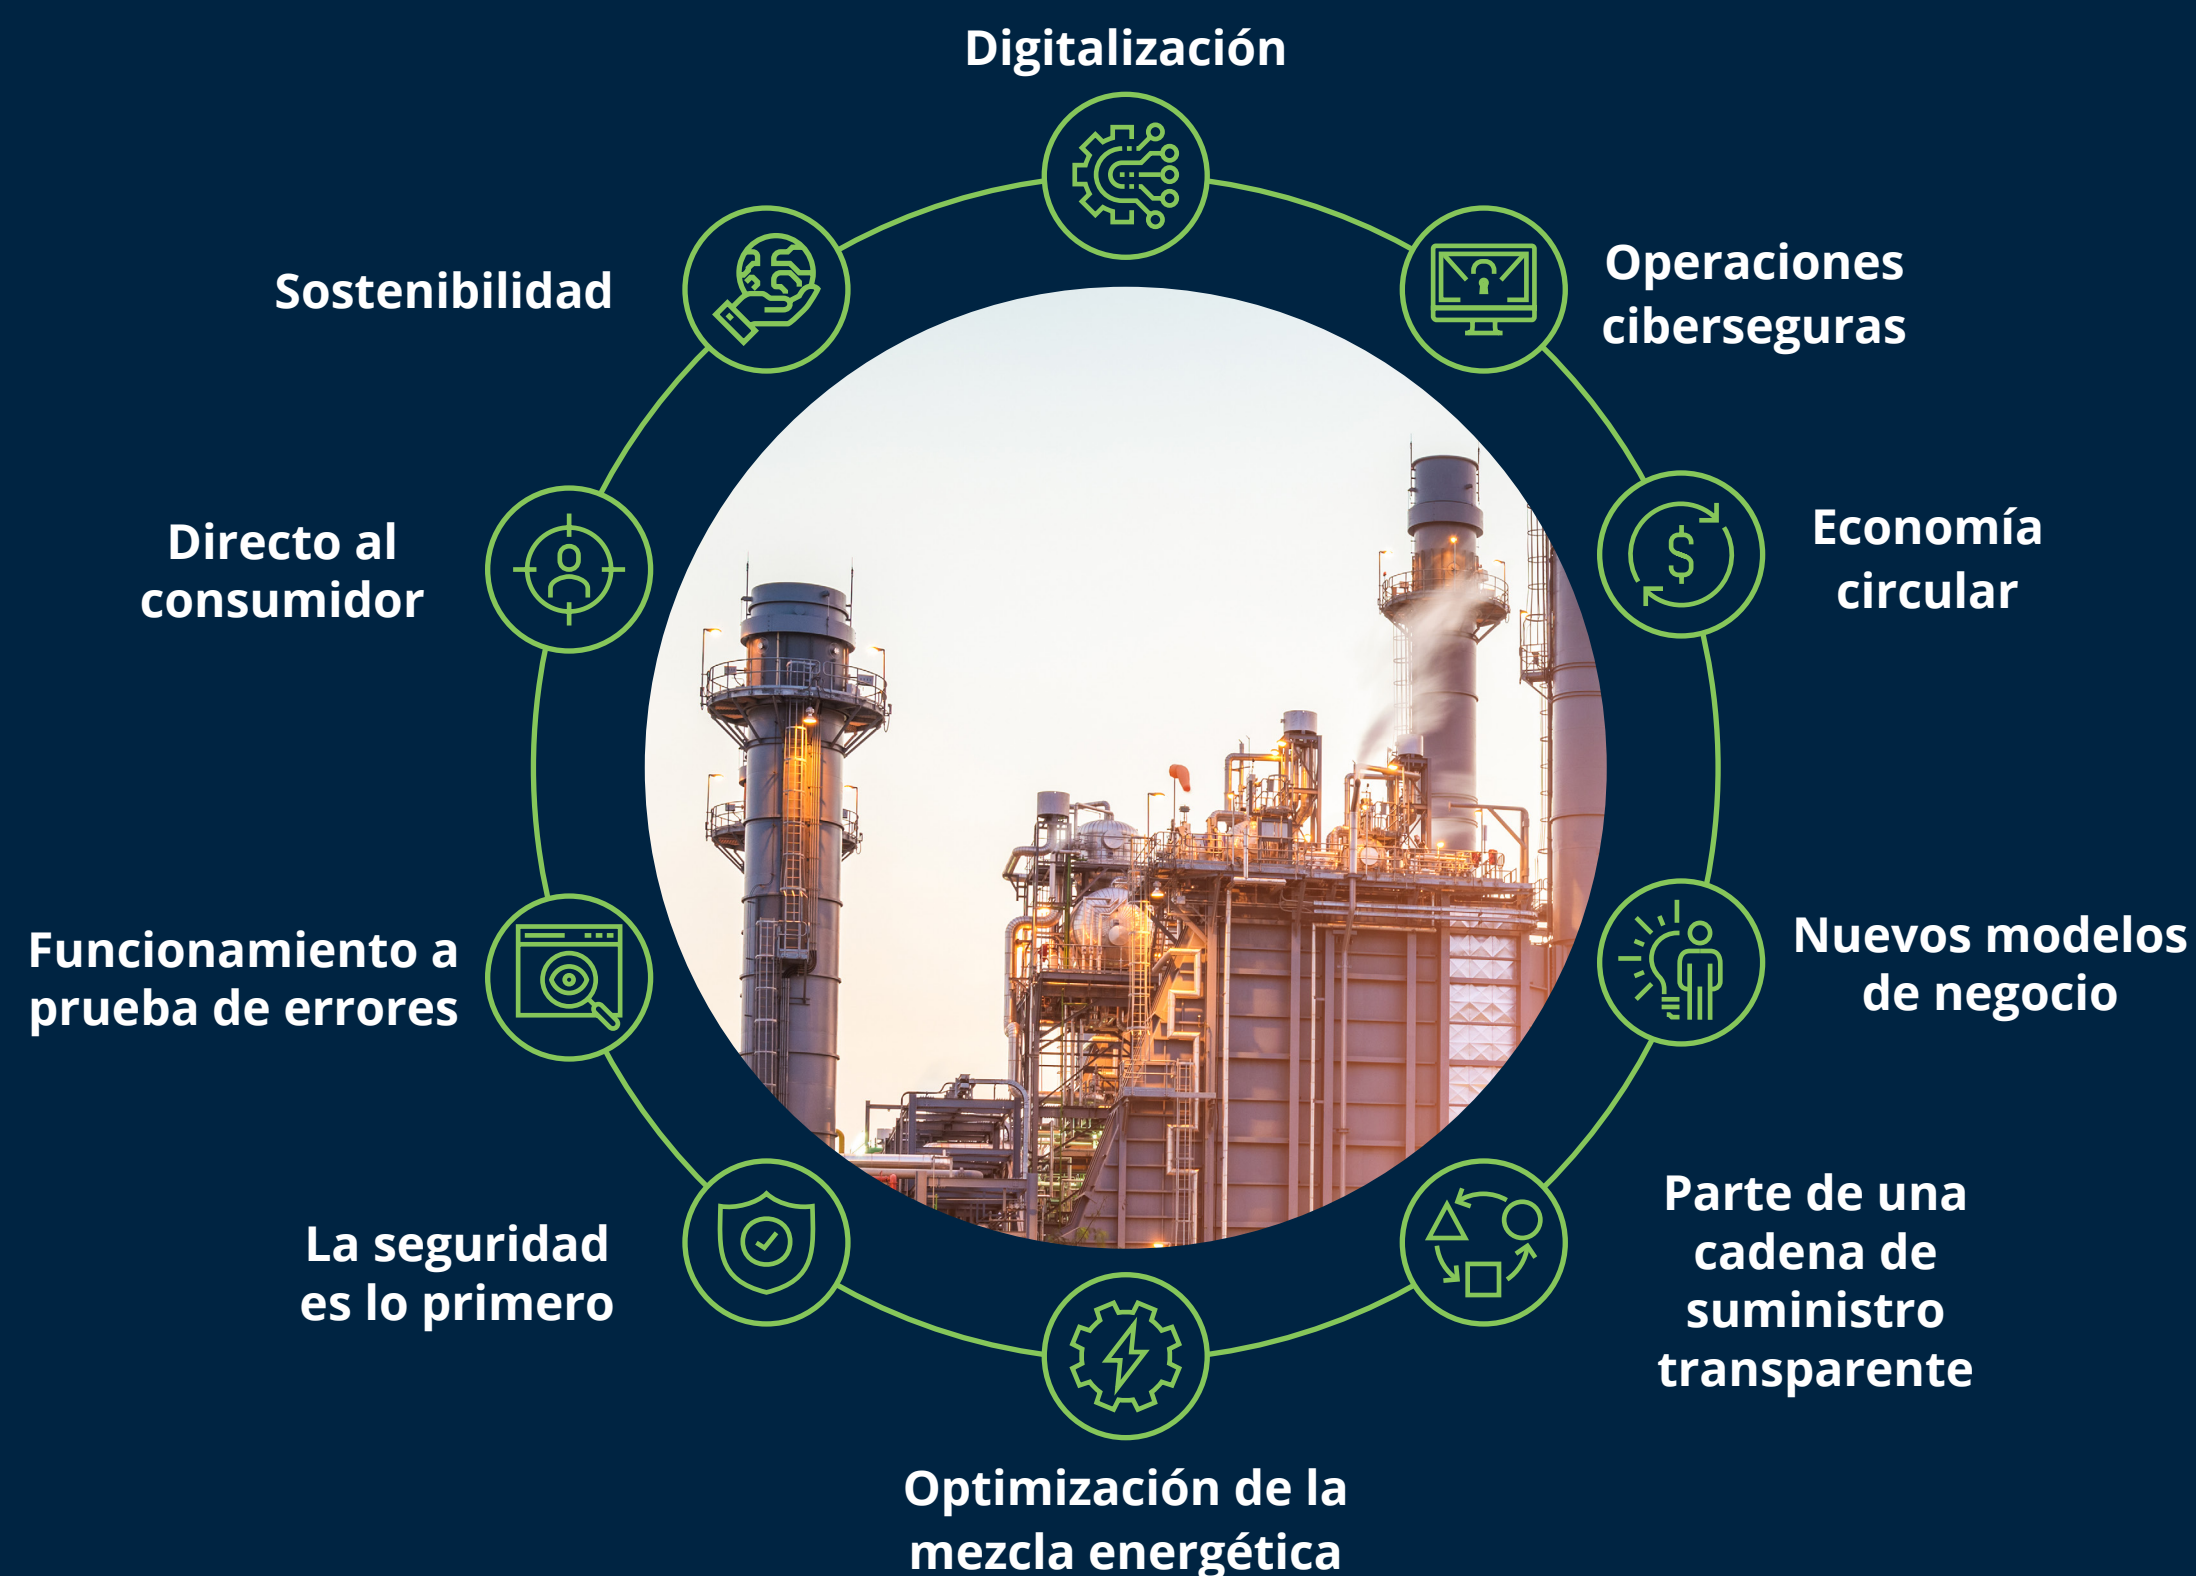 Digitalización
Operaciones
ciberseguras
Economía
circular
Nuevos modelos
de negocio
Parte de una
cadena de
suministro
transparente
Optimización de la
mezcla energética
La seguridad
es lo primero
Funcionamiento a
prueba de errores
Directo al
consumidor
Sostenibilidad